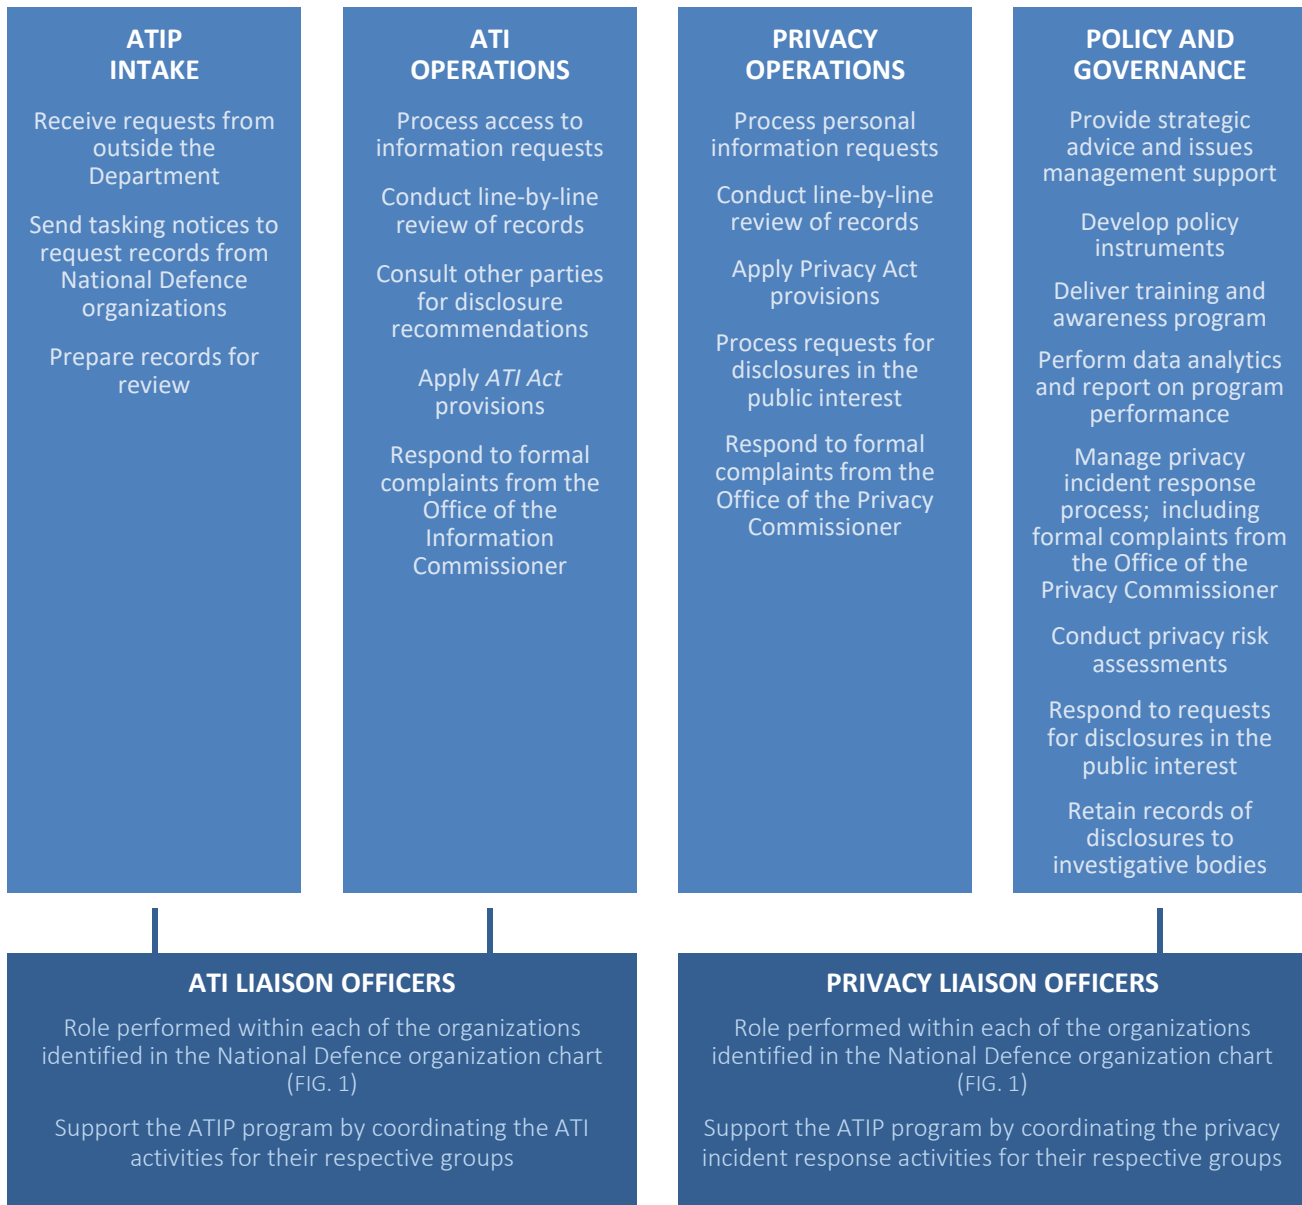 ATIP
INTAKE
Receive requests from
outside the
Department
Send tasking notices to
request records from
National Defence
organizations
Prepare records for
review
ATI
OPERATIONS
Process access to
information requests
Conduct line-by-line
review of records
Consult other parties
for disclosure
recommendations
Apply ATI Act
provisions
Respond to formal
complaints from the
Office of the
Information
Commissioner
PRIVACY
OPERATIONS
Process personal
information requests
Conduct line-by-line
review of records
Apply Privacy Act
provisions
Process requests for
disclosures in the
public interest
Respond to formal
complaints from the
Office of the Privacy
Commissioner
POLICY AND
GOVERNANCE
Provide strategic
advice and issues
management support
Develop policy
instruments
Deliver training and
awareness program
Perform data analytics
and report on program
performance
Manage privacy
incident response
process;  including
formal complaints from
the Office of the
Privacy Commissioner
Conduct privacy risk
assessments
Respond to requests
for disclosures in the
public interest
Retain records of
disclosures to
investigative bodies
ATI LIAISON OFFICERS
Role performed within each of the organizations
identified in the National Defence organization chart
(FIG. 1)
Support the ATIP program by coordinating the ATI
activities for their respective groups
PRIVACY LIAISON OFFICERS
Role performed within each of the organizations
identified in the National Defence organization chart
(FIG. 1)
Support the ATIP program by coordinating the privacy
incident response activities for their respective groups